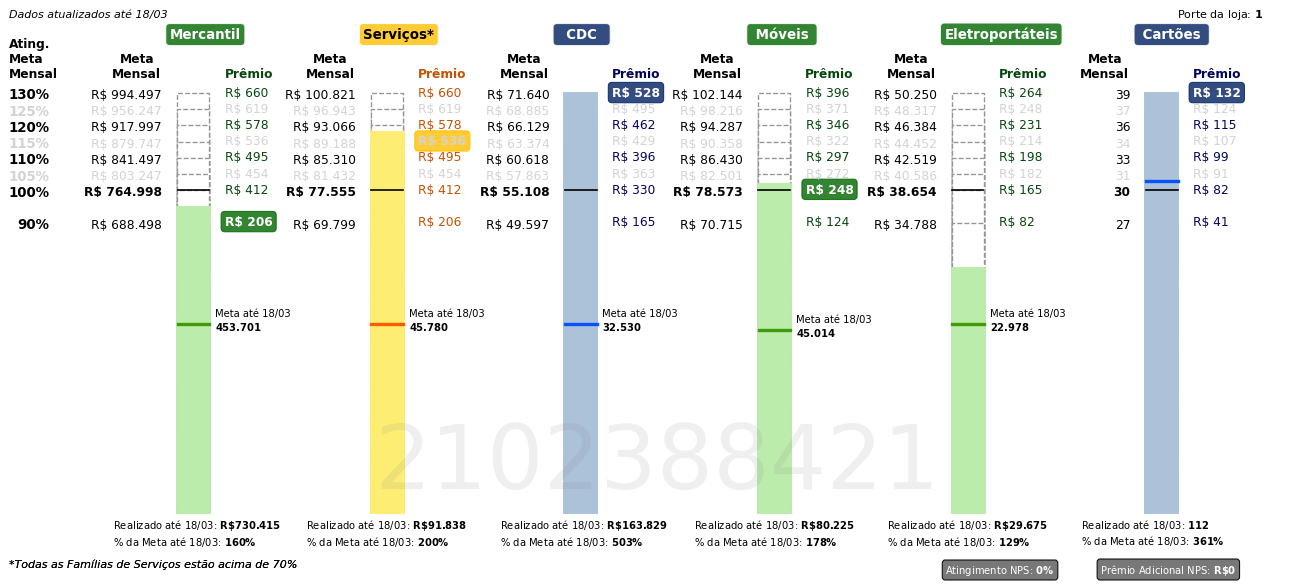 Dados atualizados até 18/03
Porte da loja: 1
Mercantil Serviços* CDC Móveis Eletroportáteis Cartões
Ating. Meta Mensal
Meta Mensal Prêmio Meta Mensal Prêmio Meta Mensal Prêmio Meta Mensal Prêmio Meta Mensal Prêmio Meta Mensal Prêmio
130% R$ 994.497 R$ 660 R$ 100.821 R$ 660 R$ 71.640 R$ 528 R$ 102.144 R$ 396 R$ 50.250 R$ 264 39 R$ 132
125% R$ 956.247 R$ 619 R$ 96.943 R$ 619 R$ 68.885 R$ 495 R$ 98.216 R$ 371 R$ 48.317 R$ 248 37 R$ 124
120% R$ 917.997 R$ 578 R$ 93.066 R$ 578 R$ 66.129 R$ 462 R$ 94.287 R$ 346 R$ 46.384 R$ 231 36 R$ 115
115% R$ 879.747 R$ 536 R$ 89.188 R$ 536 R$ 63.374 R$ 429 R$ 90.358 R$ 322 R$ 44.452 R$ 214 34 R$ 107
110% R$ 841.497 R$ 495 R$ 85.310 R$ 495 R$ 60.618 R$ 396 R$ 86.430 R$ 297 R$ 42.519 R$ 198 33 R$ 99
105% R$ 803.247 R$ 454 R$ 81.432 R$ 454 R$ 57.863 R$ 363 R$ 82.501 R$ 272 R$ 40.586 R$ 182 31 R$ 91
100% R$ 764.998 R$ 412 R$ 77.555 R$ 412 R$ 55.108 R$ 330 R$ 78.573 R$ 248 R$ 38.654 R$ 165 30 R$ 82
90% R$ 688.498 R$ 206 R$ 69.799 R$ 206 R$ 49.597 R$ 165 R$ 70.715 R$ 124 R$ 34.788 R$ 82 27 R$ 41
Meta até 18/03 Meta até 18/03 Meta até 18/03 Meta até 18/03 Meta até 18/03
453.701 45.780 32.530 45.014 22.978
2102388421
Realizado até 18/03: R$730.415 Realizado até 18/03: R$91.838 Realizado até 18/03: R$163.829 Realizado até 18/03: R$80.225 Realizado até 18/03: R$29.675 Realizado até 18/03: 112
% da Meta até 18/03: 160% % da Meta até 18/03: 200% % da Meta até 18/03: 503% % da Meta até 18/03: 178% % da Meta até 18/03: 129% % da Meta até 18/03: 361%
*Todas as Famílias de Serviços estão acima de 70%
Atingimento NPS: 0% Prêmio Adicional NPS: R$0